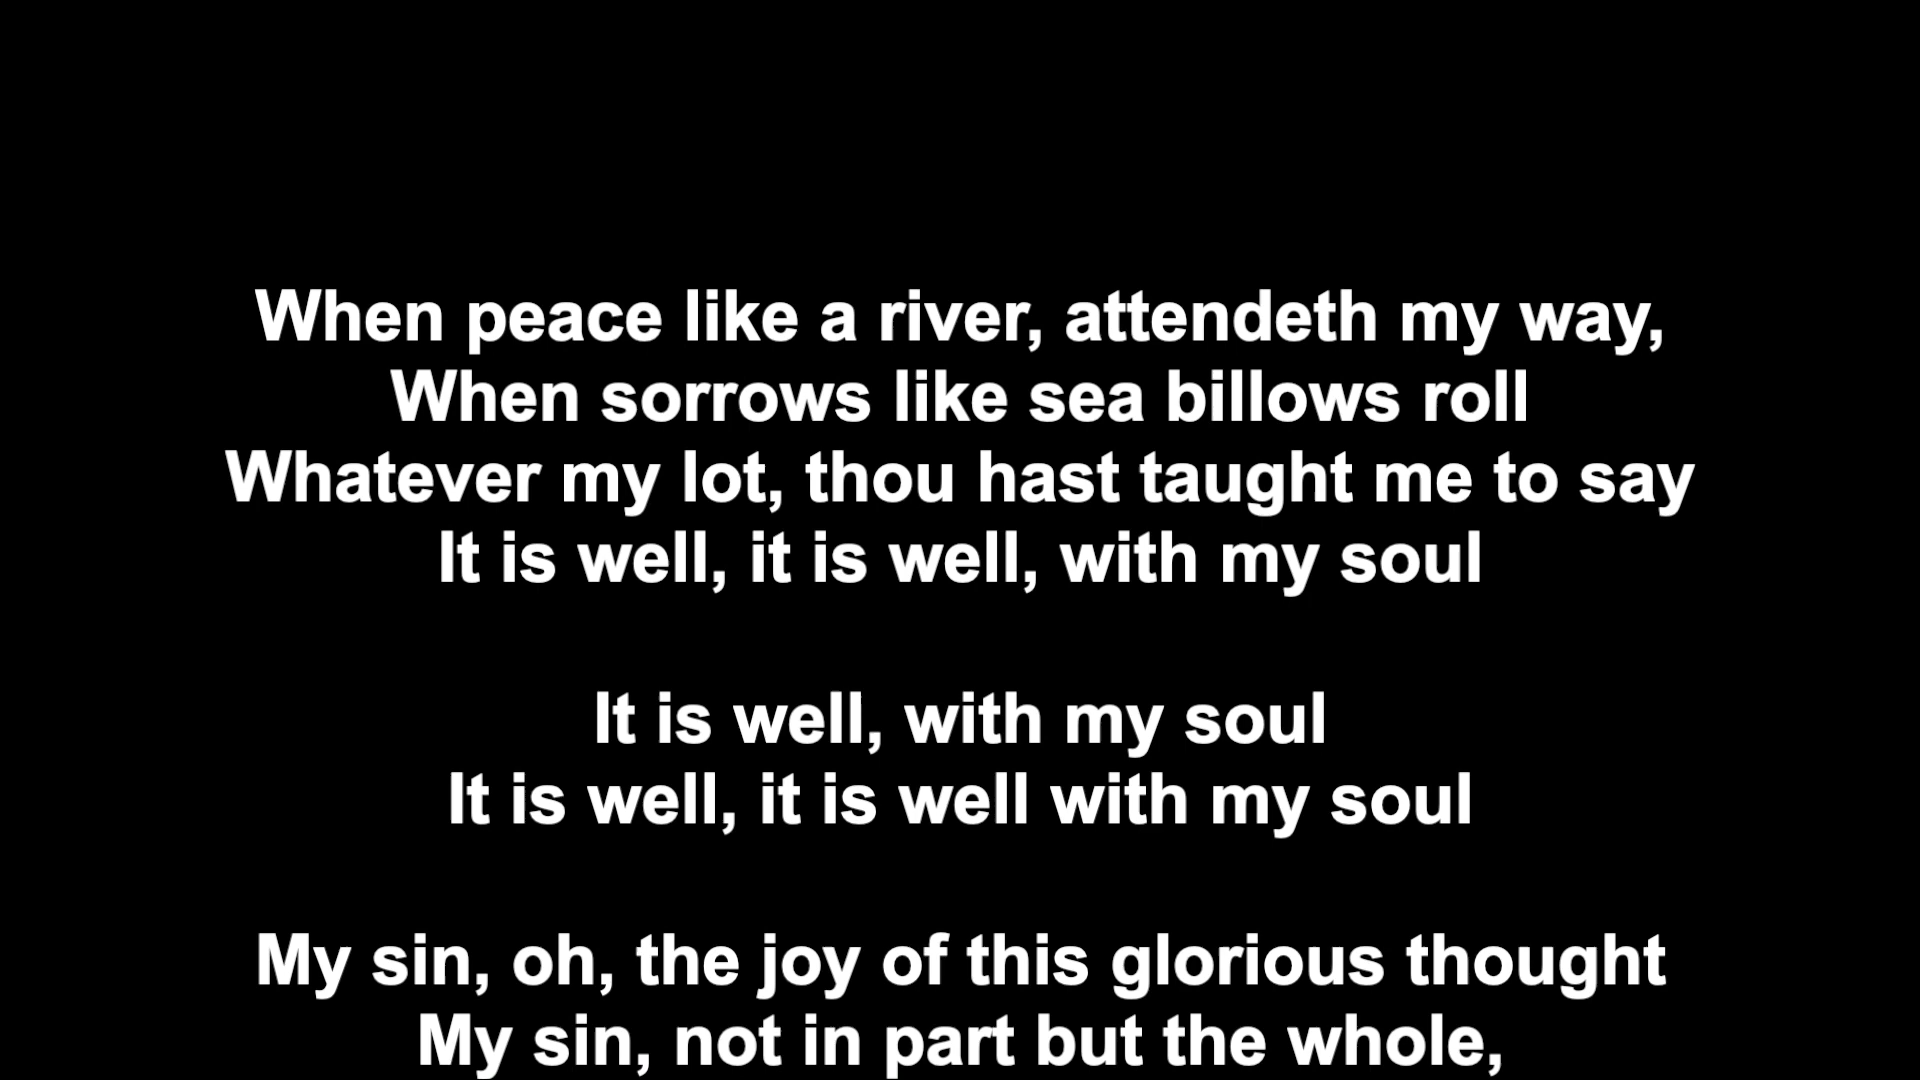 When peace like a river, attendeth my way,
When sorrows like sea billows roll
Whatever my lot, thou hast taught me to say
It is well, it is well, with my soul
It is well, with my soul
It is well, it is well with my soul
My sin, oh, the joy of this glorious thought
My sin, not in part but the whole,